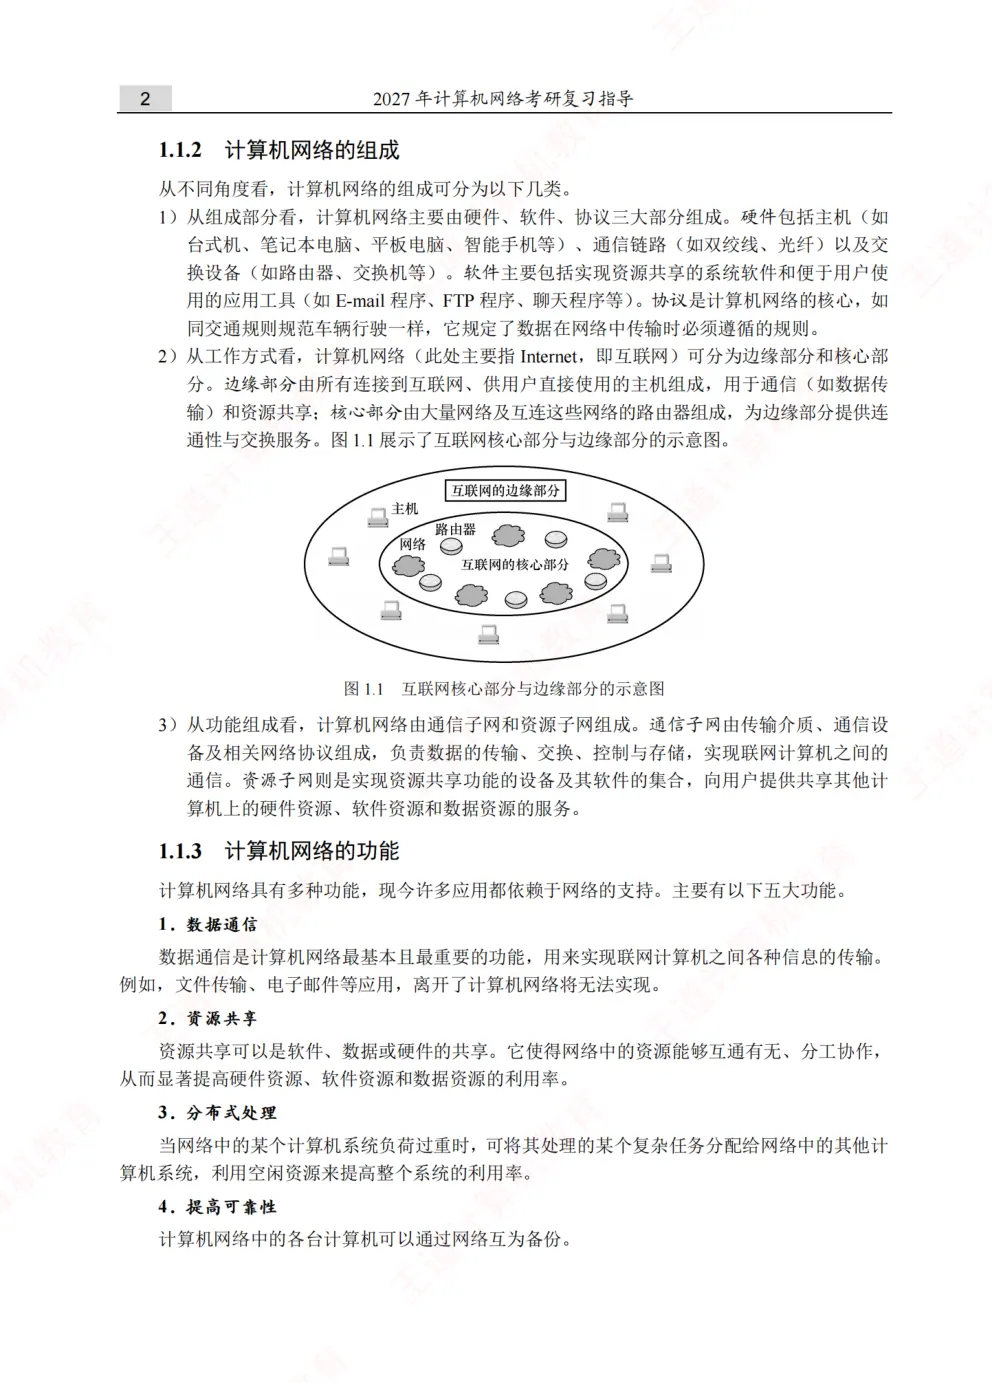 2
2027 年计算机网络考研复习指导
1.1.2 计算机网络的组成
从不同角度看，计算机网络的组成可分为以下几类。
1）从组成部分看，计算机网络主要由硬件、软件、协议三大部分组成。硬件包括主机（如
台式机、笔记本电脑、平板电脑、智能手机等）、通信链路（如双绞线、光纤）以及交
换设备（如路由器、交换机等）。软件主要包括实现资源共享的系统软件和便于用户使
用的应用工具（如 E-mail 程序、FTP 程序、聊天程序等）。协议是计算机网络的核心，如
同交通规则规范车辆行驶一样，它规定了数据在网络中传输时必须遵循的规则。
2）从工作方式看，计算机网络（此处主要指 Internet，即互联网）可分为边缘部分和核心部
分。边缘部分由所有连接到互联网、供用户直接使用的主机组成，用于通信（如数据传
输）和资源共享；核心部分由大量网络及互连这些网络的路由器组成，为边缘部分提供连
通性与交换服务。图 1.1 展示了互联网核心部分与边缘部分的示意图。
互联网的边缘部分
主机
路由器
网络
互联网的核心部分
图 1.1 互联网核心部分与边缘部分的示意图
3）从功能组成看，计算机网络由通信子网和资源子网组成。通信子网由传输介质、通信设
备及相关网络协议组成，负责数据的传输、交换、控制与存储，实现联网计算机之间的
通信。资源子网则是实现资源共享功能的设备及其软件的集合，向用户提供共享其他计
算机上的硬件资源、软件资源和数据资源的服务。
1.1.3 计算机网络的功能
计算机网络具有多种功能，现今许多应用都依赖于网络的支持。主要有以下五大功能。
1．数据通信
数据通信是计算机网络最基本且最重要的功能，用来实现联网计算机之间各种信息的传输。
例如，文件传输、电子邮件等应用，离开了计算机网络将无法实现。
2．资源共享
资源共享可以是软件、数据或硬件的共享。它使得网络中的资源能够互通有无、分工协作，
从而显著提高硬件资源、软件资源和数据资源的利用率。
3．分布式处理
当网络中的某个计算机系统负荷过重时，可将其处理的某个复杂任务分配给网络中的其他计
算机系统，利用空闲资源来提高整个系统的利用率。
4．提高可靠性
计算机网络中的各台计算机可以通过网络互为备份。